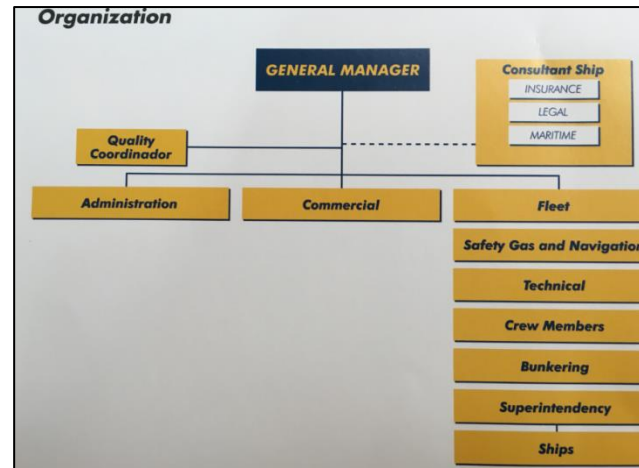 Organization
GENERAL MANAGER
Consultant Ship
INSURANCE
LEGAL
MARITIME
Quality
Coordinador
Administration
Commercial
Fleet
Safety Gas and Navigation
Technical
Crew Members
Bunkering
Superintendency
Ships